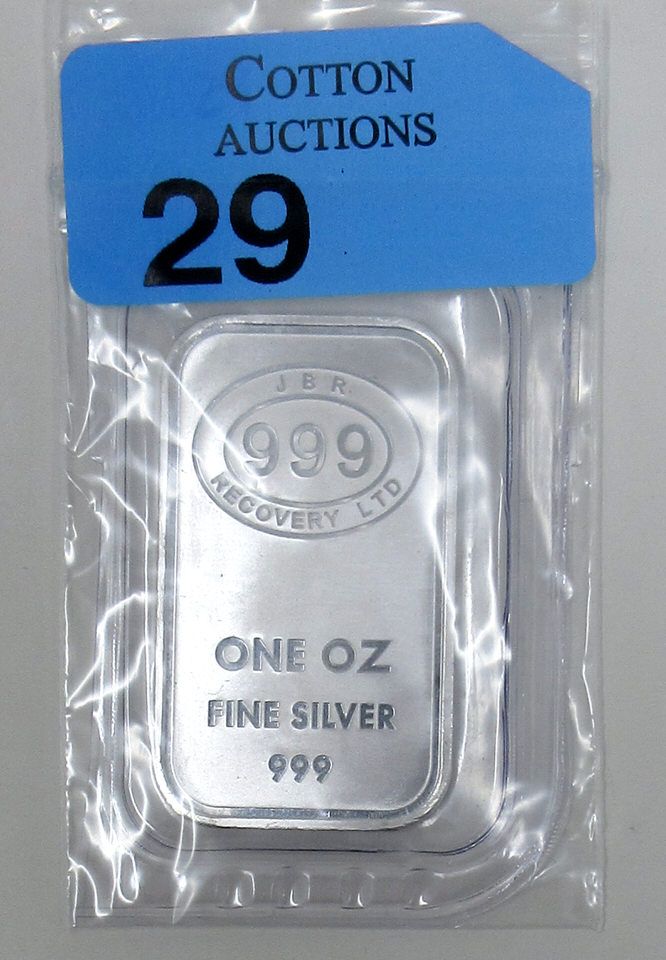 COTTON
AUCTIONS
29
J B R.
999
RECOVERY LTD
ONE OZ
FINE SILVER
999